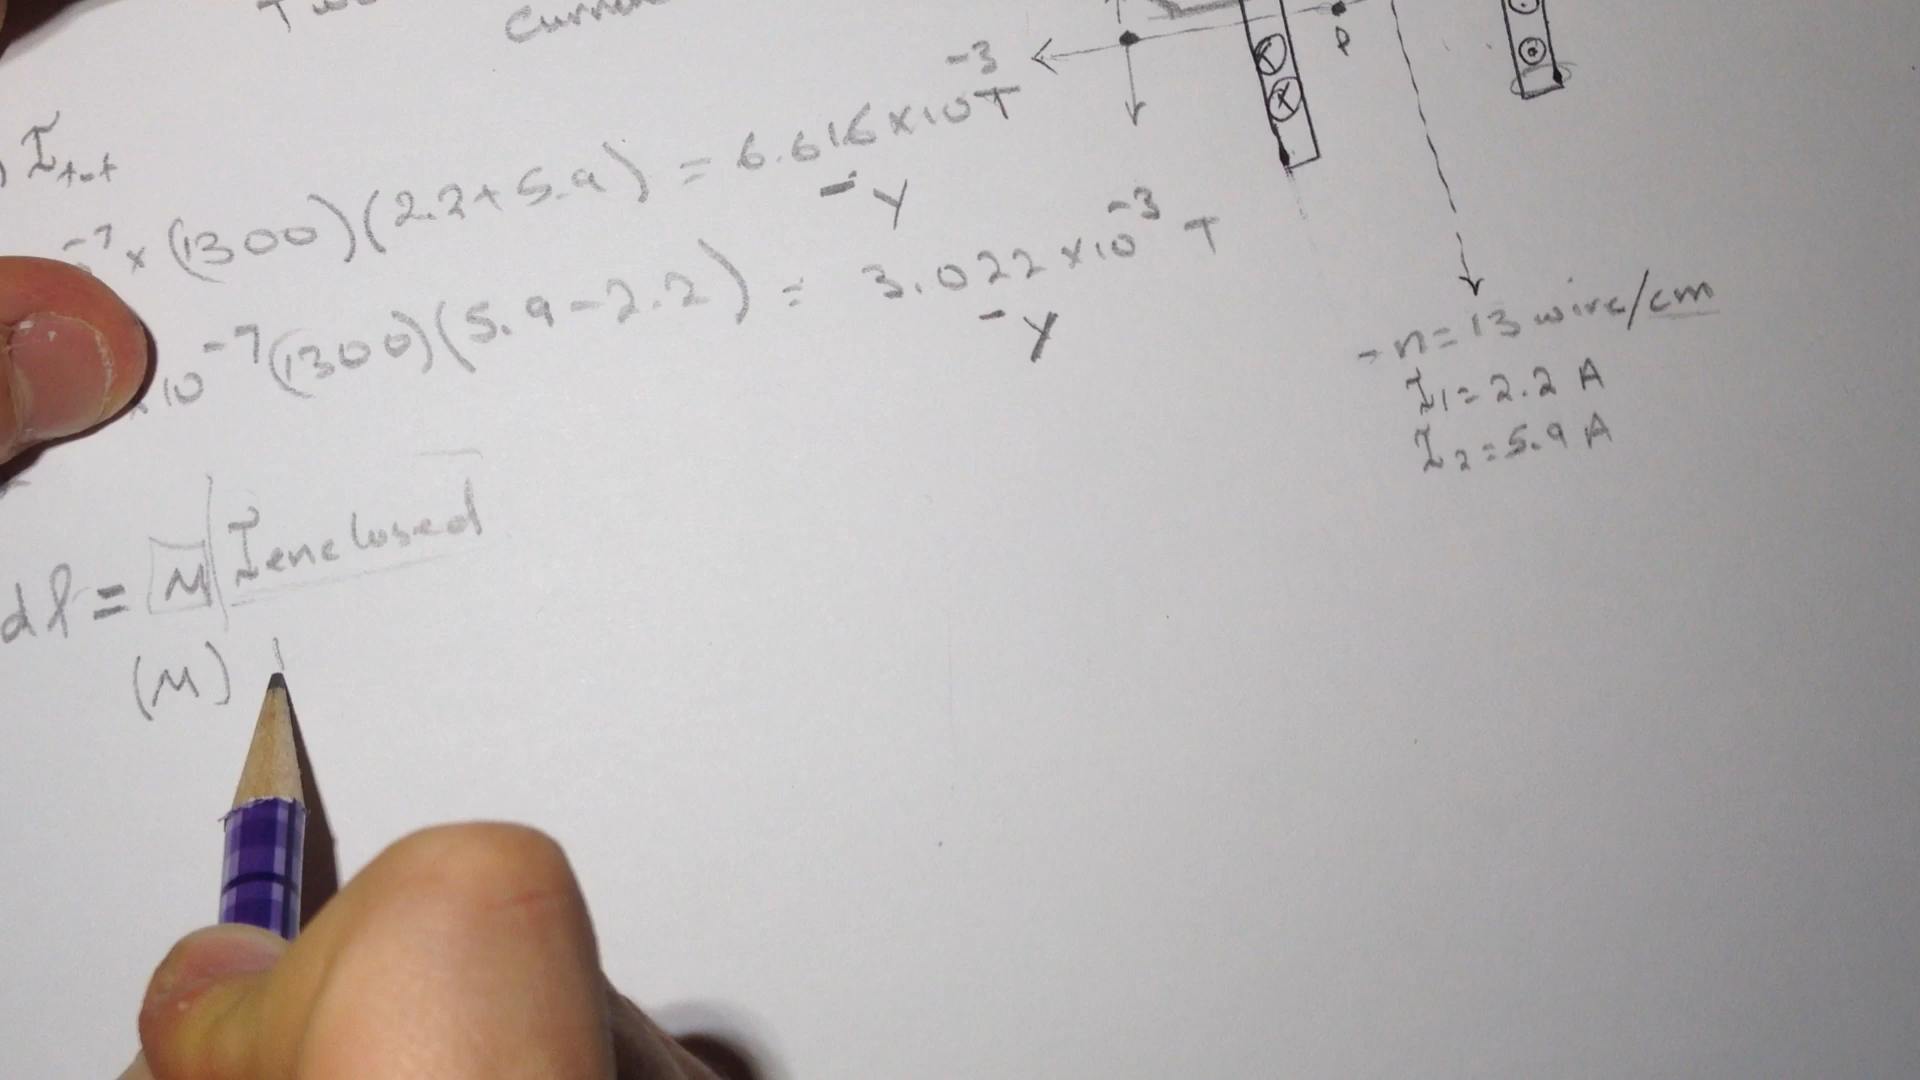 I tot
-7 × (1300)(2.2+5.9) = 6.616×10 -3 T
- y
×10 -7 (1300)(5.9-2.2) = 3.022×10 -3 T
- y
P
- n = 13 wire/cm
I1 = 2.2 A
I2 = 5.9 A
dl = M I enclosed
(M)